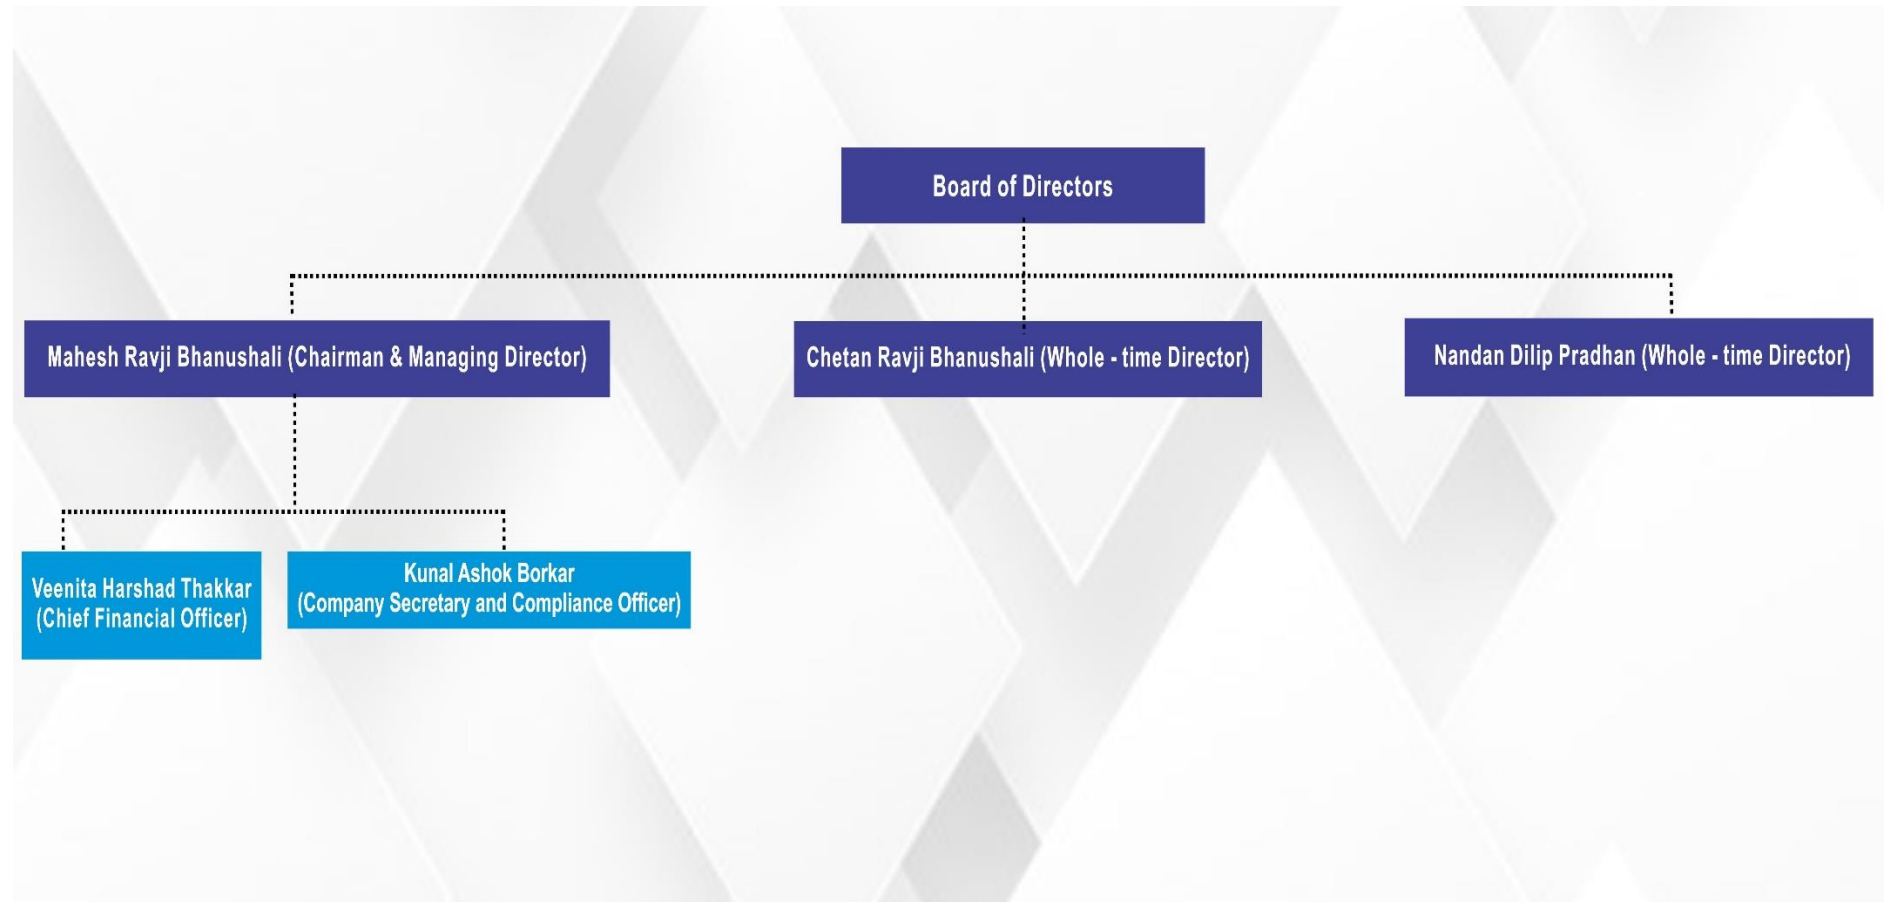 Board of Directors
Mahesh Ravji Bhanushali (Chairman & Managing Director)
Chetan Ravji Bhanushali (Whole - time Director)
Nandan Dilip Pradhan (Whole - time Director)
Veenita Harshad Thakkar
(Chief Financial Officer)
Kunal Ashok Borkar
(Company Secretary and Compliance Officer)